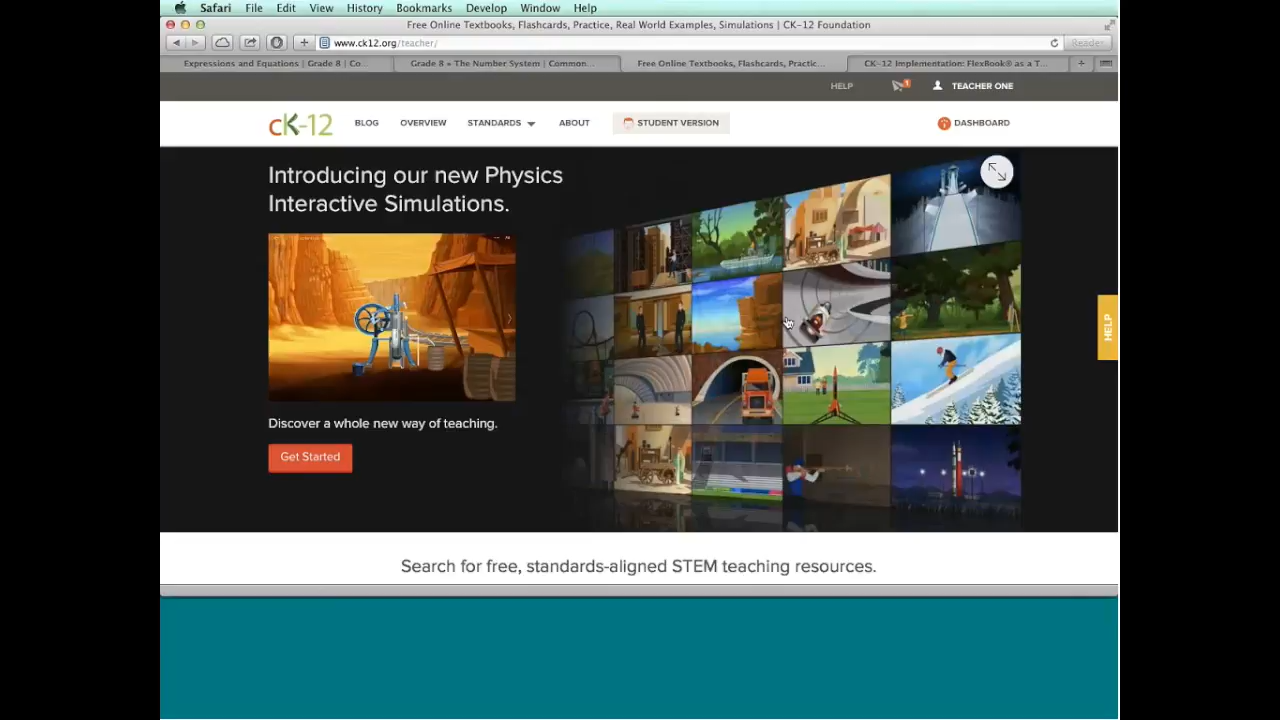 Safari File Edit View History Bookmarks Develop Window Help
Free Online Textbooks, Flashcards, Practice, Real World Examples, Simulations | CK-12 Foundation
www.ck12.org/teacher/
Reader
Expressions and Equations | Grade 8 | Co...
Grade 8 » The Number System | Common...
Free Online Textbooks, Flashcards, Practic...
CK-12 Implementation: FlexBook® as a T...
HELP
1
TEACHER ONE
cK-12
BLOG
OVERVIEW
STANDARDS
ABOUT
STUDENT VERSION
DASHBOARD
Introducing our new Physics
Interactive Simulations.
HELP
Discover a whole new way of teaching.
Get Started
Search for free, standards-aligned STEM teaching resources.